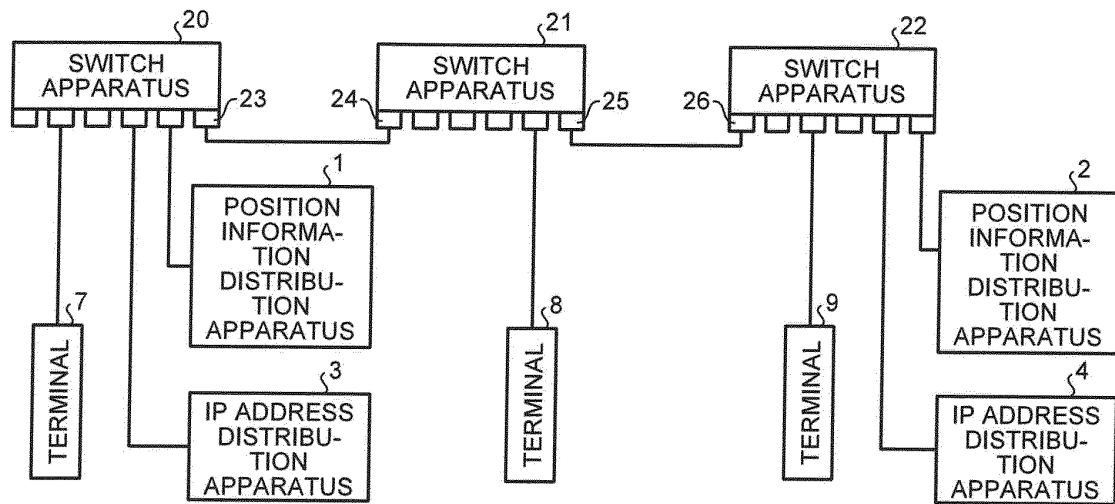 20
SWITCH
APPARATUS
23
21
SWITCH
APPARATUS
24
25
22
SWITCH
APPARATUS
26
1
POSITION
INFORMA-
TION
DISTRIBU-
TION
APPARATUS
2
POSITION
INFORMA-
TION
DISTRIBU-
TION
APPARATUS
7
TERMINAL
8
TERMINAL
9
TERMINAL
3
IP ADDRESS
DISTRIBU-
TION
APPARATUS
4
IP ADDRESS
DISTRIBU-
TION
APPARATUS